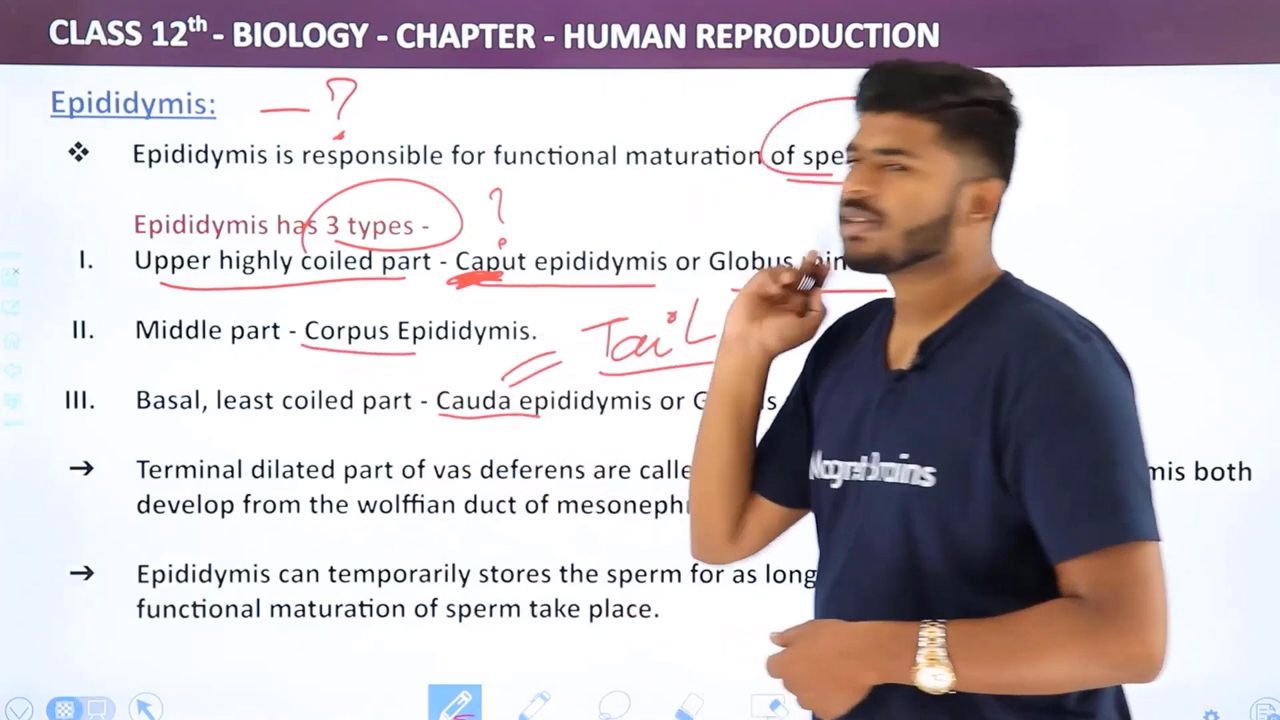 CLASS 12th - BIOLOGY - CHAPTER - HUMAN REPRODUCTION
Epididymis: — ?
❖ Epididymis is responsible for functional maturation of spe
Epididymis has 3 types - ?
I. Upper highly coiled part - Caput epididymis or Globus
II. Middle part - Corpus Epididymis. Tail
III. Basal, least coiled part - Cauda epididymis or
→ Terminal dilated part of vas deferens are calle mis both
develop from the wolffian duct of mesoneph
→ Epididymis can temporarily stores the sperm for as long
functional maturation of sperm take place.
Magnet Brains